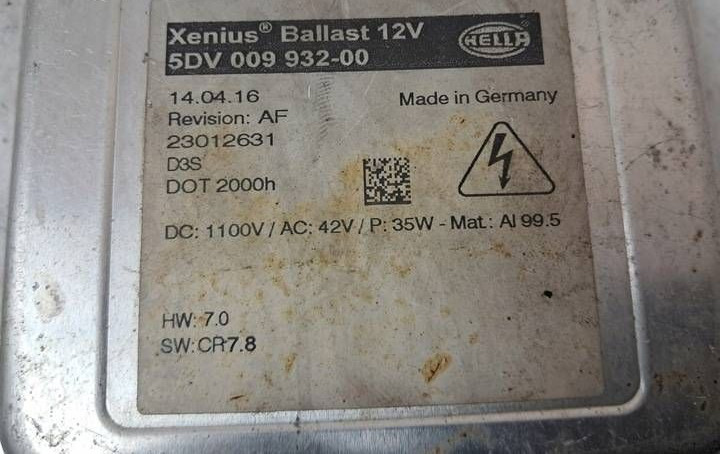 Xenius® Ballast 12V
HELLA
5DV 009 932-00
14.04.16
Made in Germany
Revision: AF
23012631
D3S
DOT 2000h
DC: 1100V / AC: 42V / P: 35W - Mat.: Al 99.5
HW: 7.0
SW: CR7.8